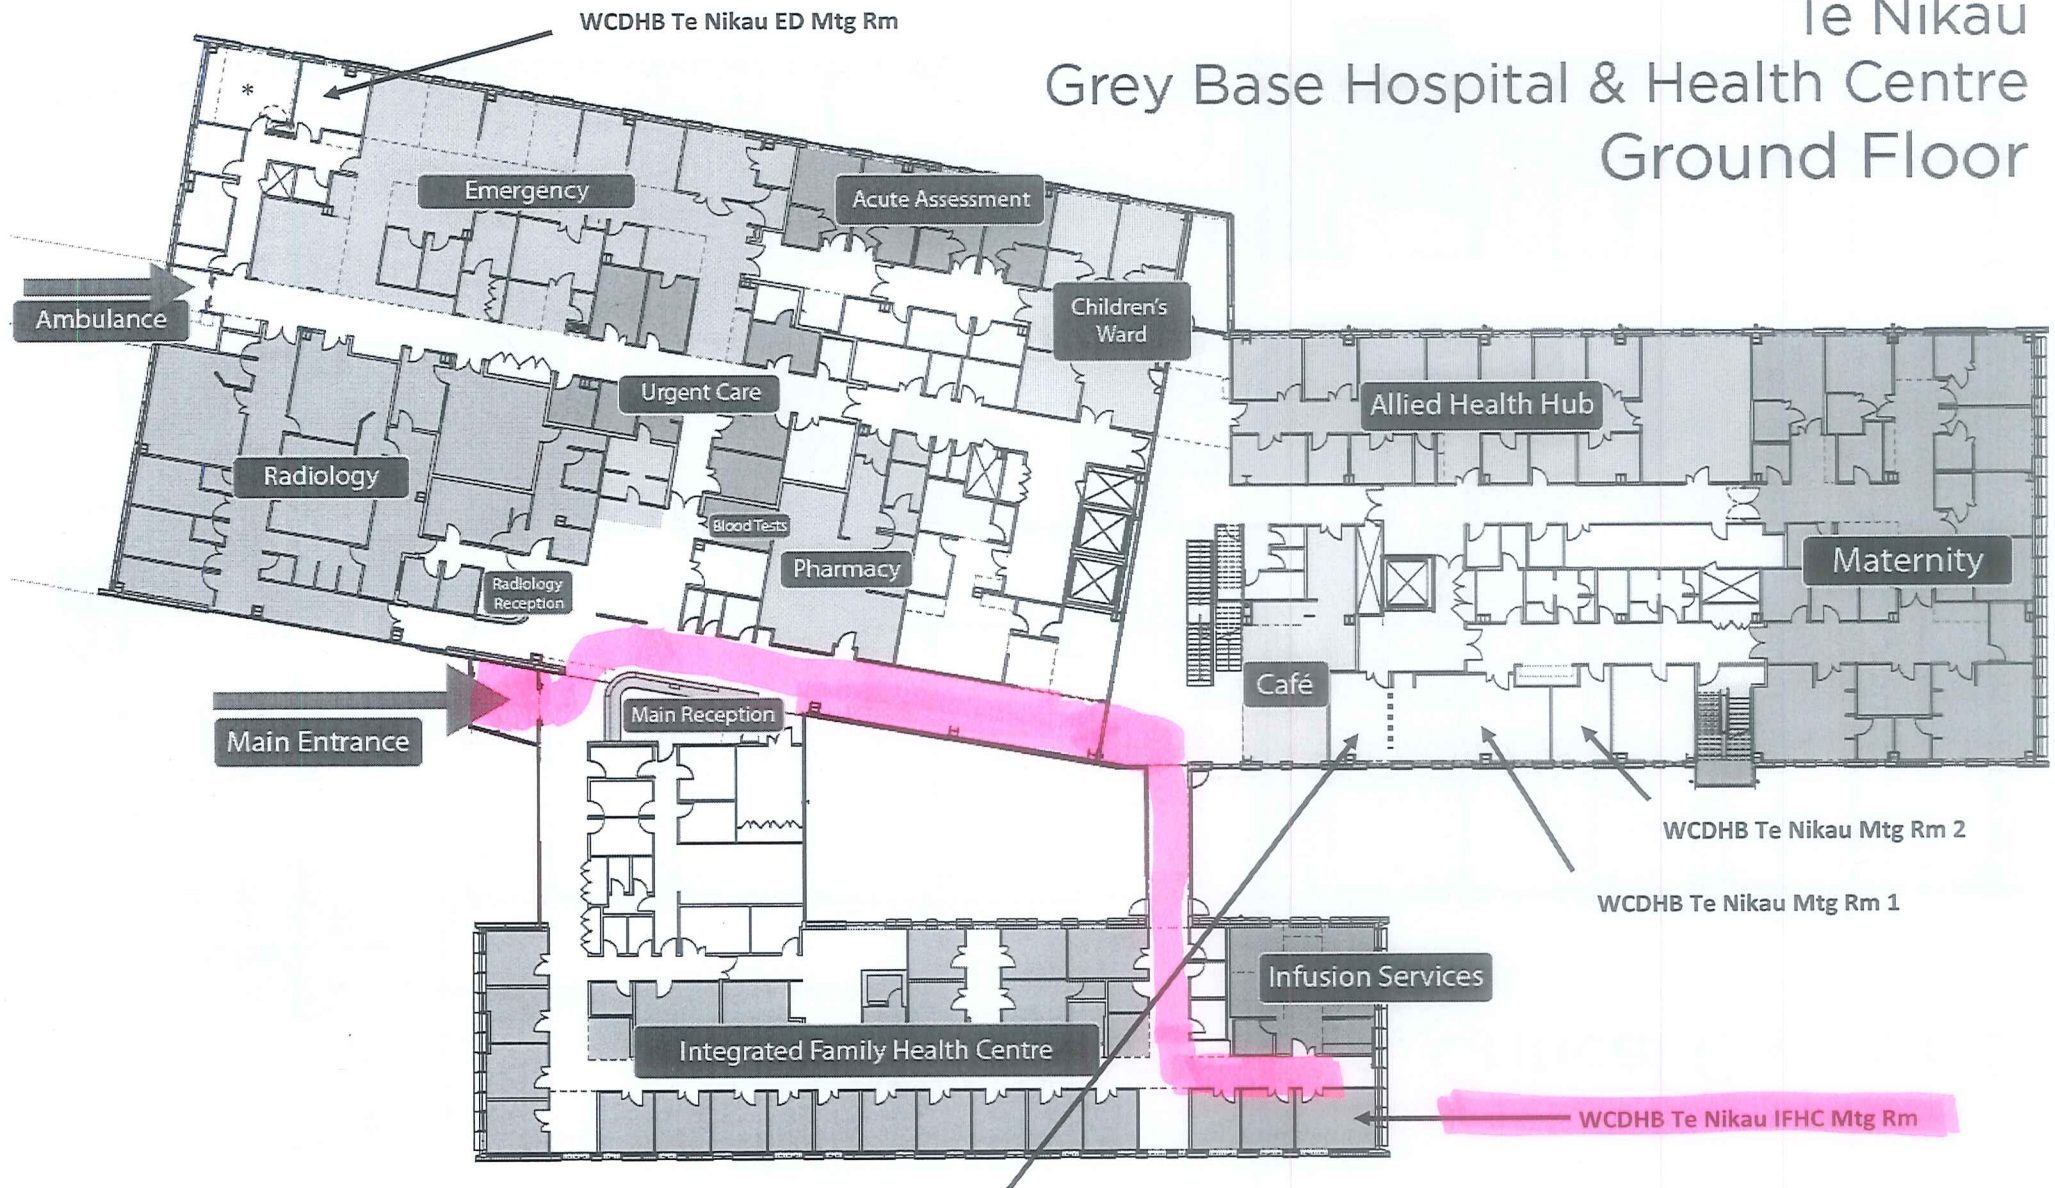 WCDHB Te Nikau ED Mtg Rm
Te Nikau
Grey Base Hospital & Health Centre
Ground Floor
*
Emergency
Acute Assessment
Ambulance
Children's
Ward
Urgent Care
Allied Health Hub
Radiology
Blood Tests
Pharmacy
Maternity
Radiology
Reception
Café
Main Reception
Main Entrance
WCDHB Te Nikau Mtg Rm 2
WCDHB Te Nikau Mtg Rm 1
Infusion Services
Integrated Family Health Centre
WCDHB Te Nikau IFHC Mtg Rm